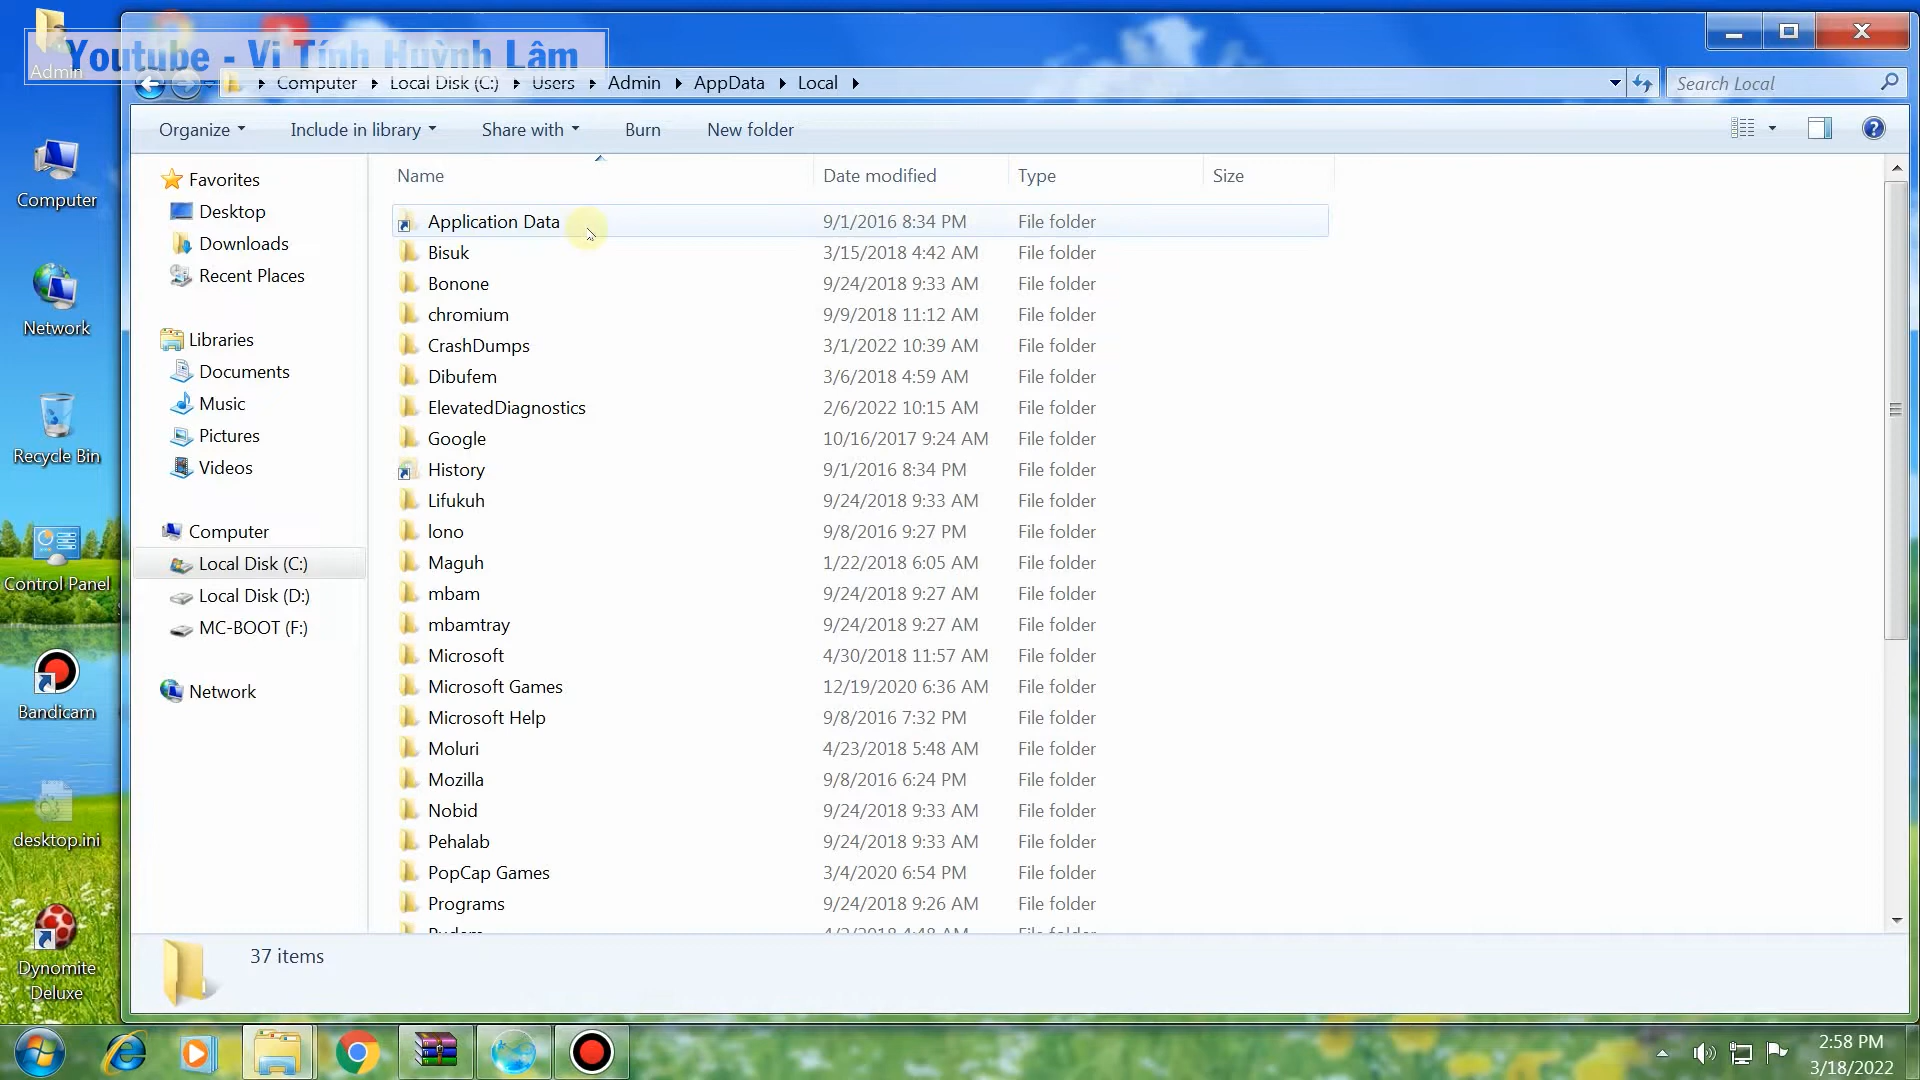 Youtube - Vi Tính Huỳnh Lâm
Admin
Computer
Local Disk (C:)
Users
Admin
AppData
Local
Search Local
Organize
Include in library
Share with
Burn
New folder
Computer
Network
Recycle Bin
Control Panel
Bandicam
desktop.ini
Dynomite
Deluxe
Favorites
Desktop
Downloads
Recent Places
Libraries
Documents
Music
Pictures
Videos
Computer
Local Disk (C:)
Local Disk (D:)
MC-BOOT (F:)
Network
Name Date modified Type Size
Application Data 9/1/2016 8:34 PM File folder
Bisuk 3/15/2018 4:42 AM File folder
Bonone 9/24/2018 9:33 AM File folder
chromium 9/9/2018 11:12 AM File folder
CrashDumps 3/1/2022 10:39 AM File folder
Dibufem 3/6/2018 4:59 AM File folder
ElevatedDiagnostics 2/6/2022 10:15 AM File folder
Google 10/16/2017 9:24 AM File folder
History 9/1/2016 8:34 PM File folder
Lifukuh 9/24/2018 9:33 AM File folder
lono 9/8/2016 9:27 PM File folder
Maguh 1/22/2018 6:05 AM File folder
mbam 9/24/2018 9:27 AM File folder
mbamtray 9/24/2018 9:27 AM File folder
Microsoft 4/30/2018 11:57 AM File folder
Microsoft Games 12/19/2020 6:36 AM File folder
Microsoft Help 9/8/2016 7:32 PM File folder
Moluri 4/23/2018 5:48 AM File folder
Mozilla 9/8/2016 6:24 PM File folder
Nobid 9/24/2018 9:33 AM File folder
Pehalab 9/24/2018 9:33 AM File folder
PopCap Games 3/4/2020 6:54 PM File folder
Programs 9/24/2018 9:26 AM File folder
File folder
37 items
2:58 PM
3/18/2022